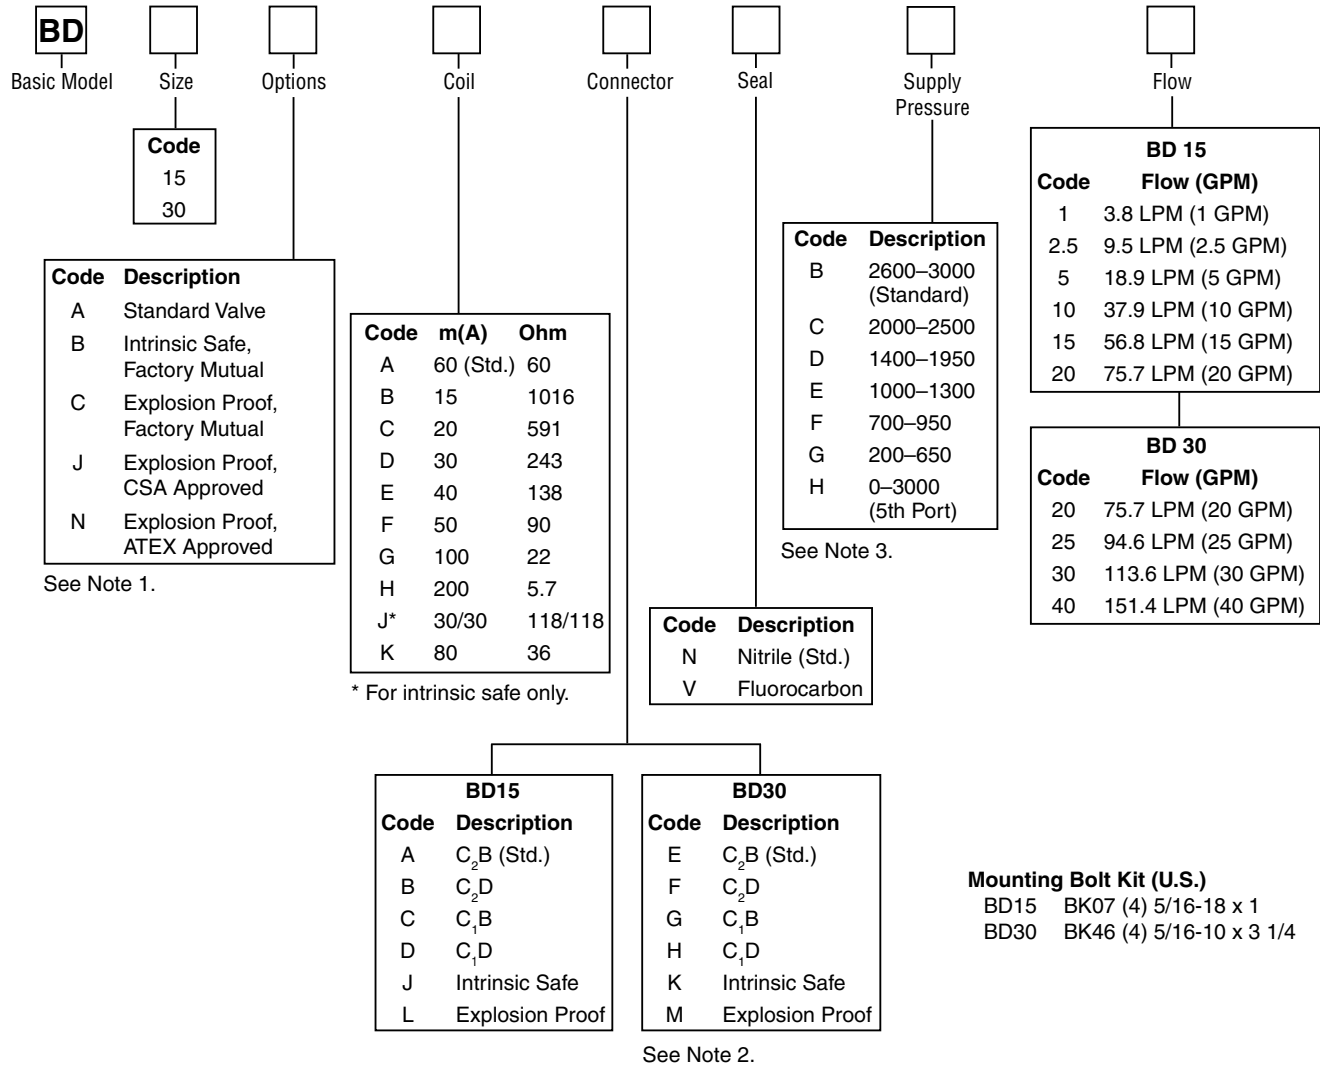 BD
Basic Model
Size
Options
Coil
Connector
Seal
Supply
Pressure
Flow
Code
15
30
Code Description
A Standard Valve
B Intrinsic Safe,
Factory Mutual
C Explosion Proof,
Factory Mutual
J Explosion Proof,
CSA Approved
N Explosion Proof,
ATEX Approved
See Note 1.
Code m(A) Ohm
A 60 (Std.) 60
B 15 1016
C 20 591
D 30 243
E 40 138
F 50 90
G 100 22
H 200 5.7
J* 30/30 118/118
K 80 36
* For intrinsic safe only.
BD15
Code Description
A C₂B (Std.)
B C₂D
C C₁B
D C₁D
J Intrinsic Safe
L Explosion Proof
BD30
Code Description
E C₂B (Std.)
F C₂D
G C₁B
H C₁D
K Intrinsic Safe
M Explosion Proof
See Note 2.
Code Description
N Nitrile (Std.)
V Fluorocarbon
Code Description
B 2600–3000
(Standard)
C 2000–2500
D 1400–1950
E 1000–1300
F 700–950
G 200–650
H 0–3000
(5th Port)
See Note 3.
BD 15
Code Flow (GPM)
1 3.8 LPM (1 GPM)
2.5 9.5 LPM (2.5 GPM)
5 18.9 LPM (5 GPM)
10 37.9 LPM (10 GPM)
15 56.8 LPM (15 GPM)
20 75.7 LPM (20 GPM)
BD 30
Code Flow (GPM)
20 75.7 LPM (20 GPM)
25 94.6 LPM (25 GPM)
30 113.6 LPM (30 GPM)
40 151.4 LPM (40 GPM)
Mounting Bolt Kit (U.S.)
BD15 BK07 (4) 5/16-18 x 1
BD30 BK46 (4) 5/16-10 x 3 1/4